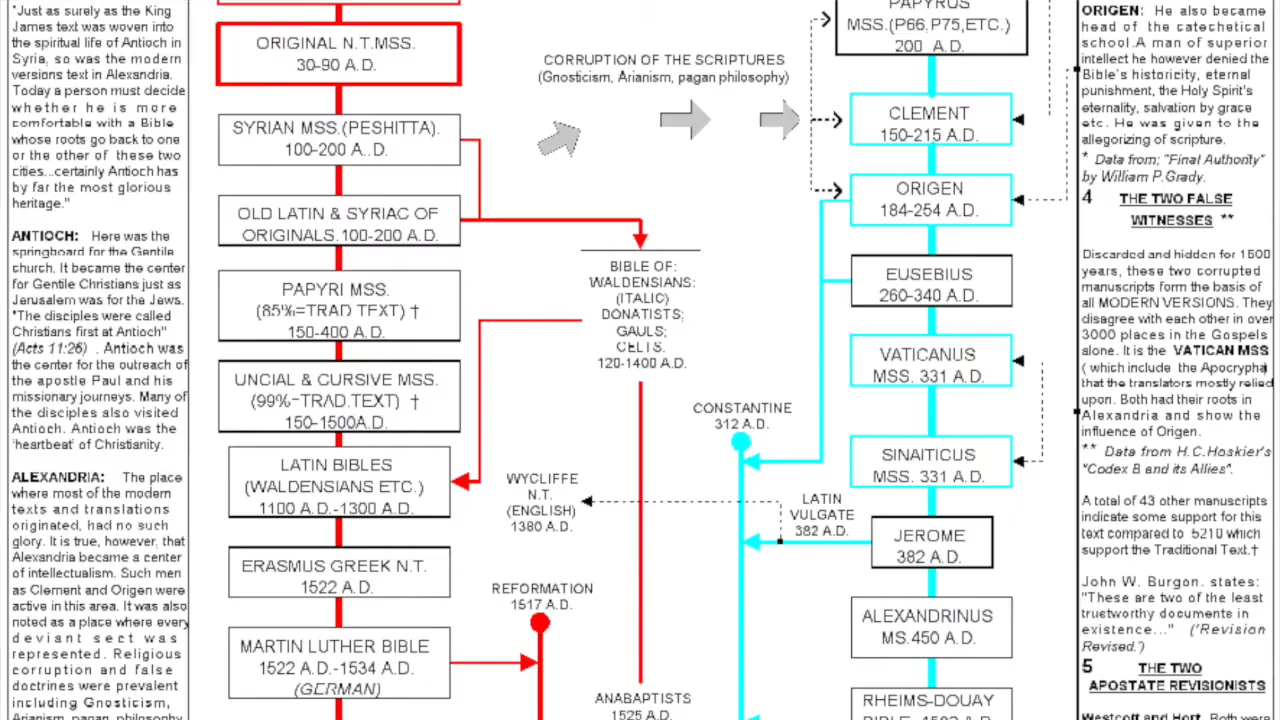 "Just as surely as the King
James text was woven into
the spiritual life of Antioch in
Syria, so was the modern
versions text in Alexandria.
Today a person must decide
whether he is more
comfortable with a Bible
whose roots go back to one
or the other of these two
cities...certainly Antioch has
by far the most glorious
heritage."
ANTIOCH: Here was the
springboard for the Gentile
church. It became the center
for Gentile Christians just as
Jerusalem was for the Jews.
"The disciples were called
Christians first at Antioch"
(Acts 11:26) . Antioch was
the center for the outreach of
the apostle Paul and his
missionary journeys. Many of
the disciples also visited
Antioch. Antioch was the
'heartbeat' of Christianity.
ALEXANDRIA: The place
where most of the modern
texts and translations
originated, had no such
glory. It is true, however, that
Alexandria became a center
of intellectualism. Such men
as Clement and Origen were
active in this area. It was also
noted as a place where every
deviant sect was
represented. Religious
corruption and false
doctrines were prevalent
including Gnosticism,
Arianism, pagan philosophy
ORIGINAL N.T.MSS.
30-90 A.D.
SYRIAN MSS.(PESHITTA).
100-200 A..D.
OLD LATIN & SYRIAC OF
ORIGINALS.100-200 A.D.
PAPYRI MSS.
(85%=TRAD TEXT) †
150-400 A.D.
UNCIAL & CURSIVE MSS.
(99%=TRAD.TEXT) †
150-1500A.D.
LATIN BIBLES
(WALDENSIANS ETC.)
1100 A.D.-1300 A.D.
ERASMUS GREEK N.T.
1522 A.D.
MARTIN LUTHER BIBLE
1522 A.D.-1534 A.D.
(GERMAN)
CORRUPTION OF THE SCRIPTURES
(Gnosticism, Arianism, pagan philosophy)
BIBLE OF:
WALDENSIANS:
(ITALIC)
DONATISTS;
GAULS;
CELTS.
120-1400 A.D.
CONSTANTINE
312 A.D.
WYCLIFFE
N.T.
(ENGLISH)
1380 A.D.
LATIN
VULGATE
382 A.D.
REFORMATION
1517 A.D.
ANABAPTISTS
1525 A.D.
PAPYRUS
MSS.(P66,P75,ETC.)
200 A.D.
CLEMENT
150-215 A.D.
ORIGEN
184-254 A.D.
EUSEBIUS
260-340 A.D.
VATICANUS
MSS. 331 A.D.
SINAITICUS
MSS. 331 A.D.
JEROME
382 A.D.
ALEXANDRINUS
MS.450 A.D.
RHEIMS-DOUAY
ORIGEN: He also became
head of the catechetical
school.A man of superior
intellect he however denied the
Bible's historicity, eternal
punishment, the Holy Spirit's
eternality, salvation by grace
etc. He was given to the
allegorizing of scripture.
* Data from; "Final Authority"
by William P.Grady.
4 THE TWO FALSE
WITNESSES **
Discarded and hidden for 1500
years, these two corrupted
manuscripts form the basis of
all MODERN VERSIONS. They
disagree with each other in over
3000 places in the Gospels
alone. It is the VATICAN MSS
( which include the Apocrypha)
that the translators mostly relied
upon. Both had their roots in
Alexandria and show the
influence of Origen.
** Data from H.C.Hoskier's
"Codex B and its Allies".
A total of 43 other manuscripts
indicate some support for this
text compared to 5210 which
support the Traditional Text.†
John W. Burgon. states:
"These are two of the least
trustworthy documents in
existence..." ('Revision
Revised.')
5 THE TWO
APOSTATE REVISIONISTS
Westcott and Hort. Both were